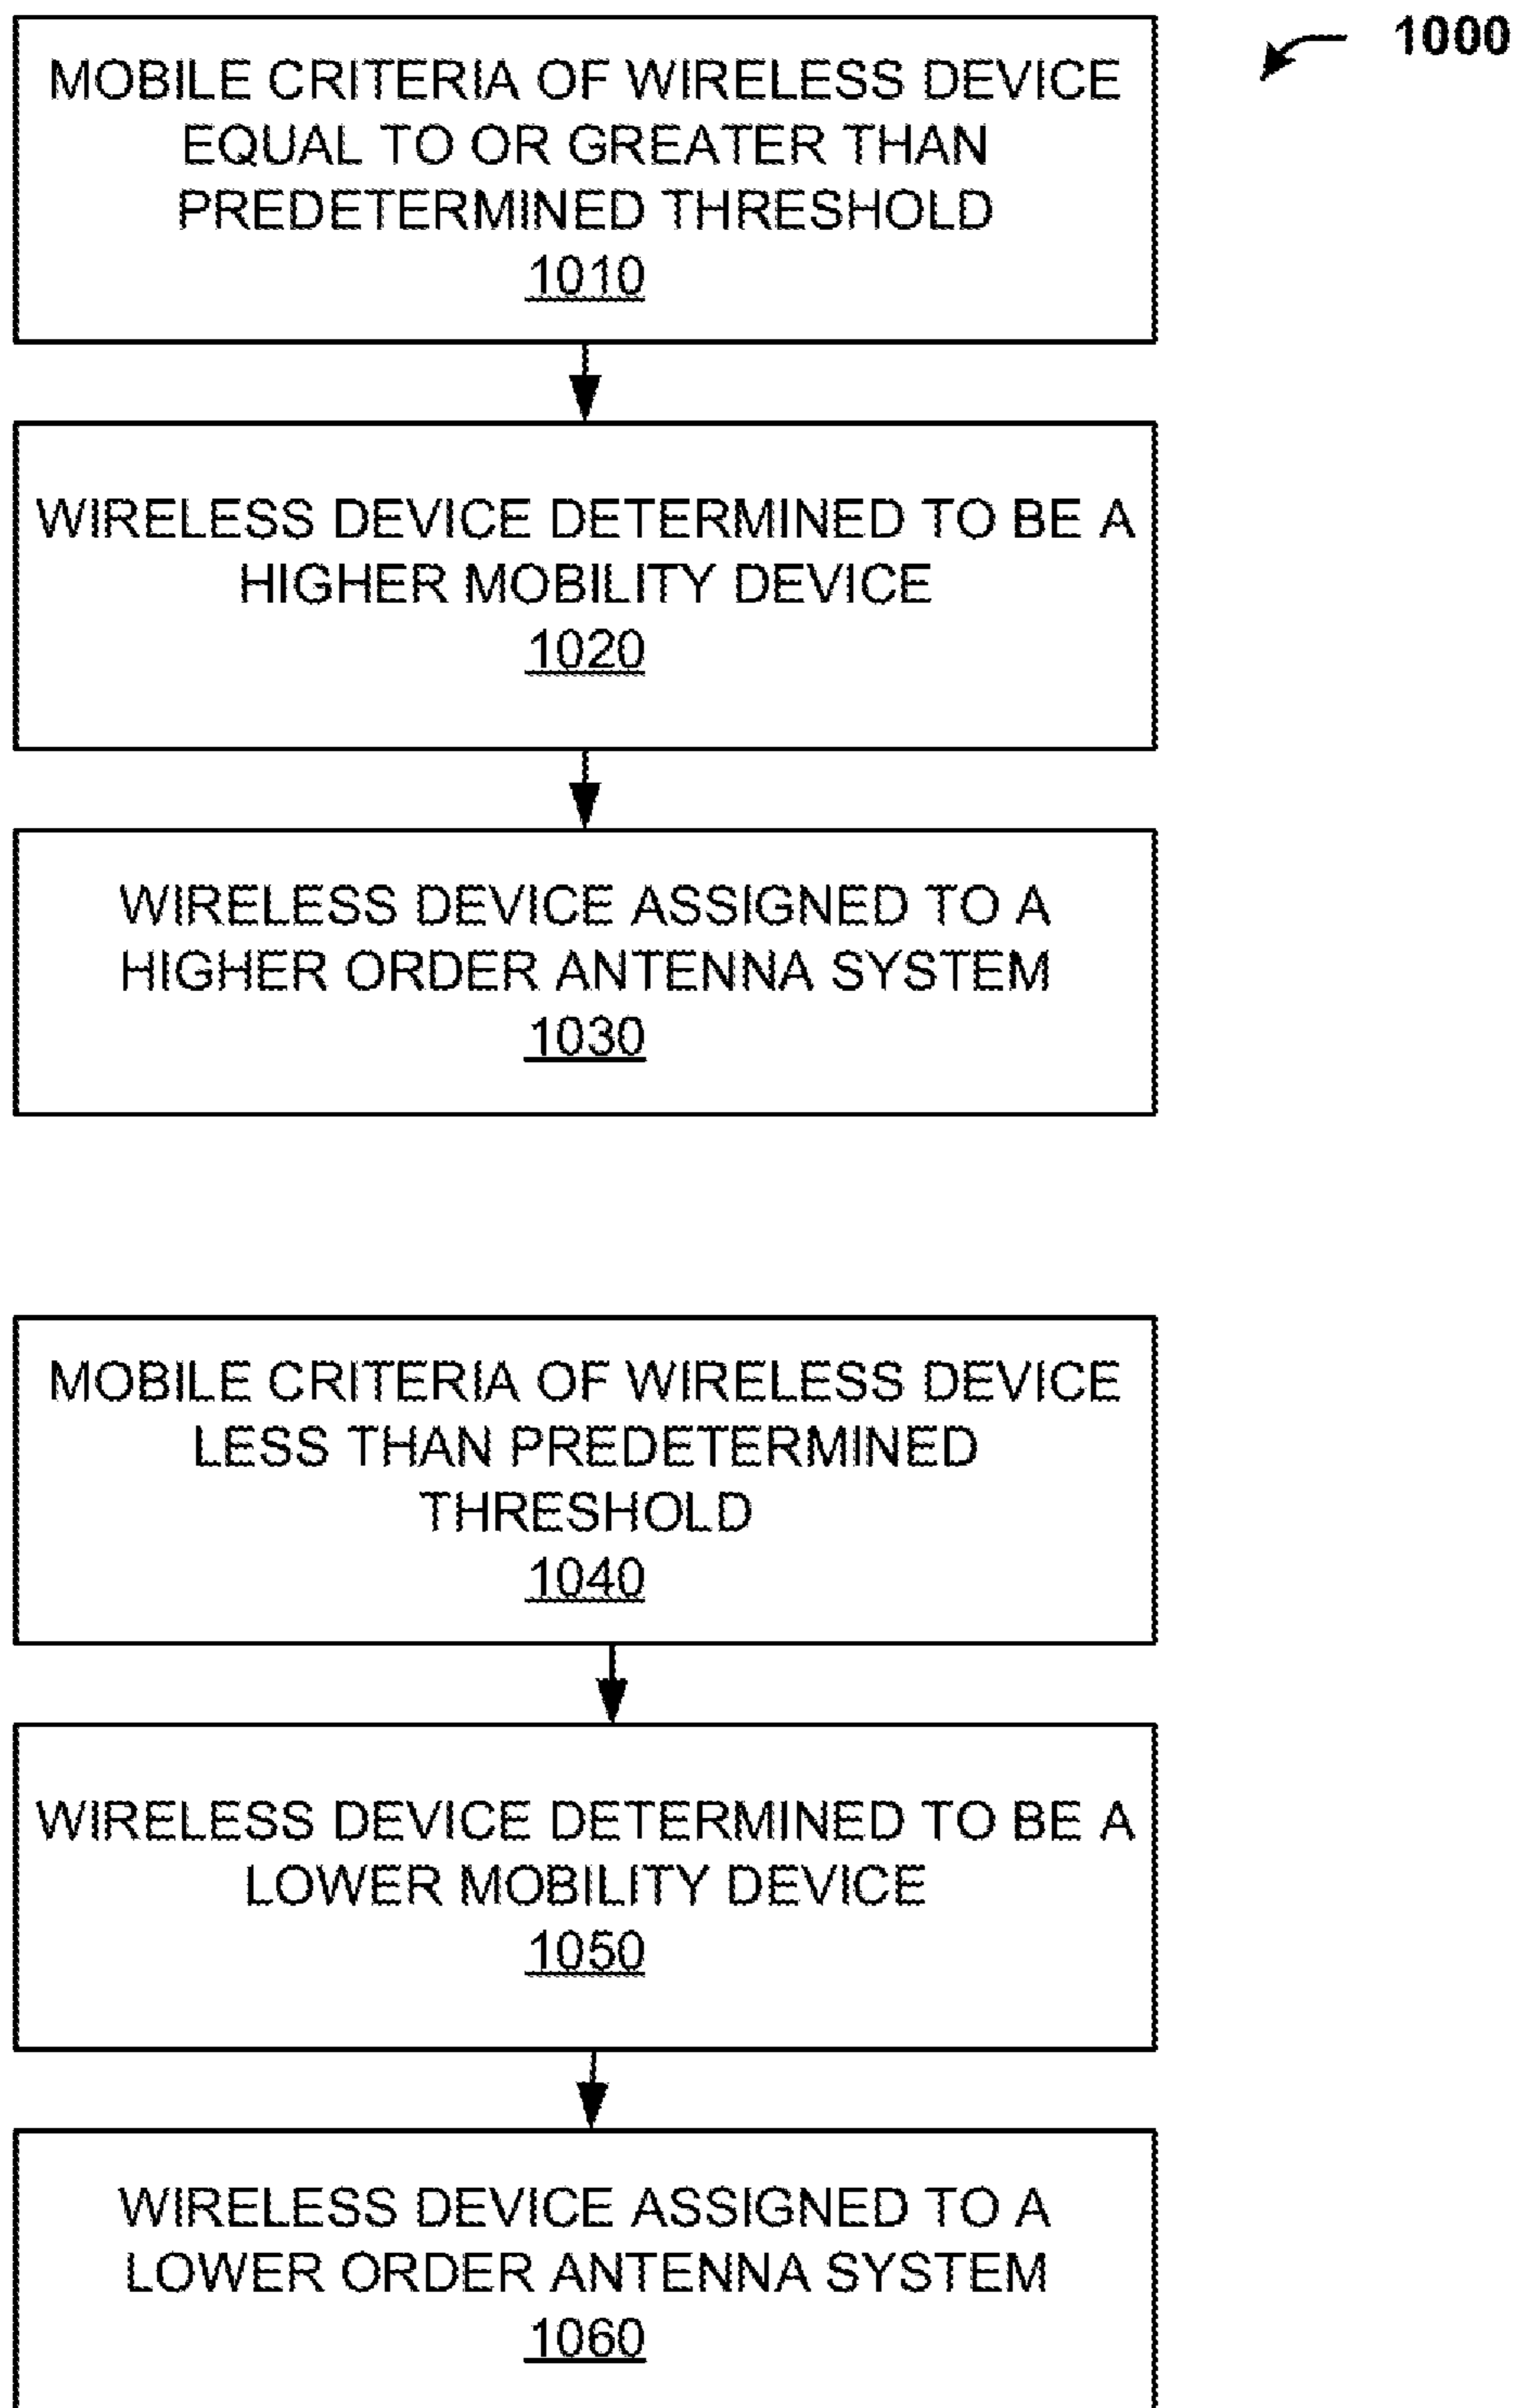 1000
MOBILE CRITERIA OF WIRELESS DEVICE
EQUAL TO OR GREATER THAN
PREDETERMINED THRESHOLD
1010
WIRELESS DEVICE DETERMINED TO BE A
HIGHER MOBILITY DEVICE
1020
WIRELESS DEVICE ASSIGNED TO A
HIGHER ORDER ANTENNA SYSTEM
1030
MOBILE CRITERIA OF WIRELESS DEVICE
LESS THAN PREDETERMINED
THRESHOLD
1040
WIRELESS DEVICE DETERMINED TO BE A
LOWER MOBILITY DEVICE
1050
WIRELESS DEVICE ASSIGNED TO A
LOWER ORDER ANTENNA SYSTEM
1060